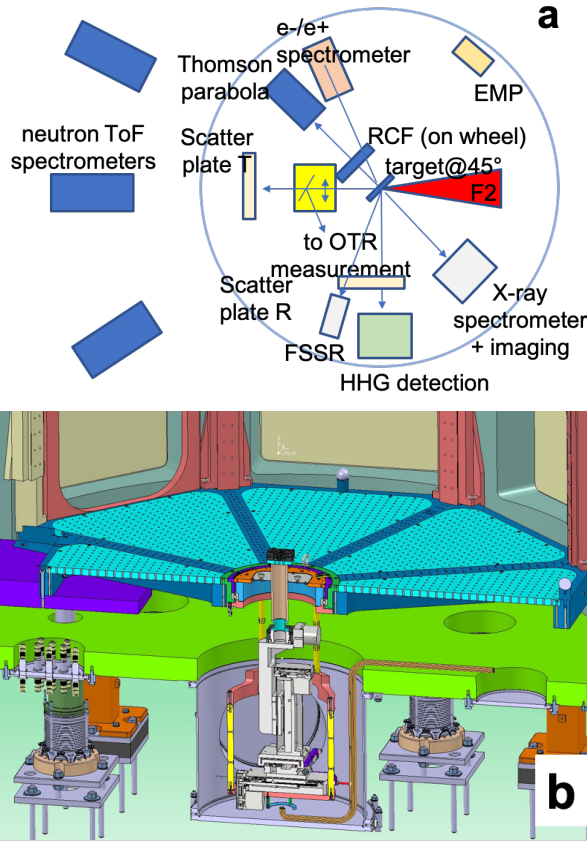 a
e-/e+
spectrometer
Thomson
parabola
EMP
neutron ToF
spectrometers
Scatter
plate T
RCF (on wheel)
target@45°
F2
to OTR
measurement
Scatter
plate R
FSSR
X-ray
spectrometer
+ imaging
HHG detection
b